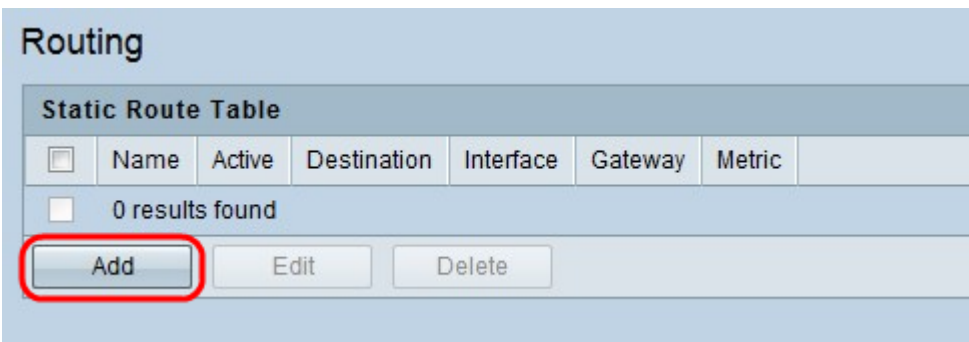 Routing
Static Route Table
Name Active Destination Interface Gateway Metric
0 results found
Add Edit Delete